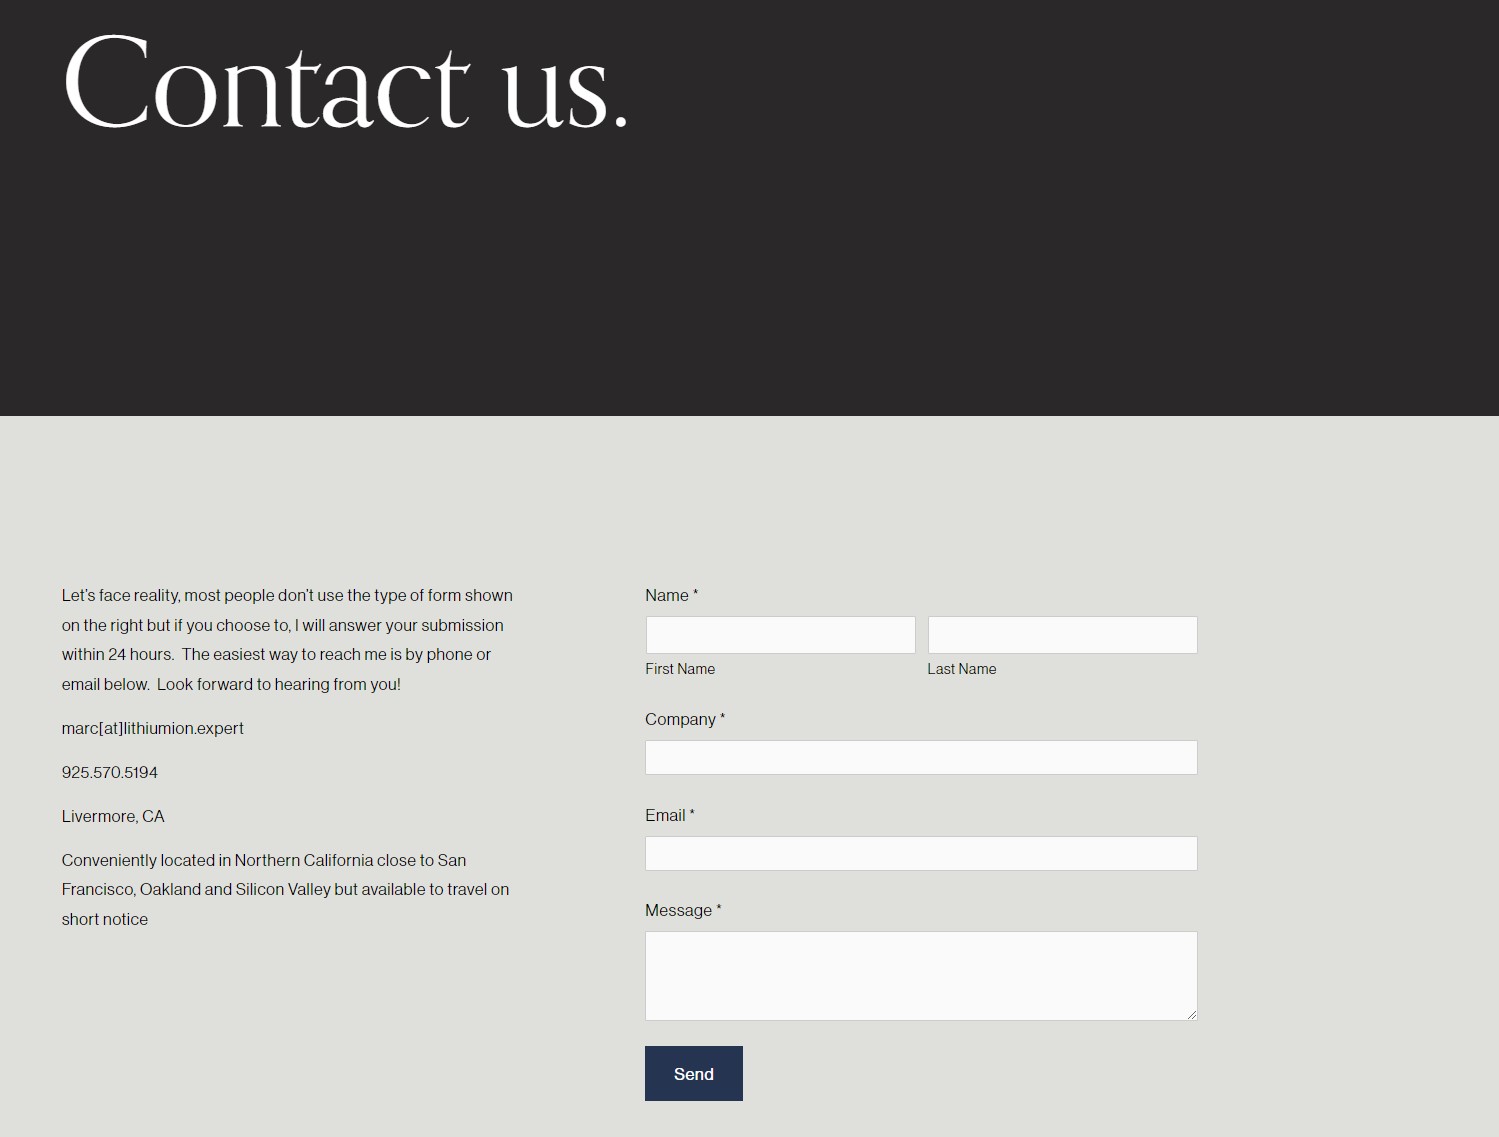 Contact us.
Let's face reality, most people don't use the type of form shown
on the right but if you choose to, I will answer your submission
within 24 hours.  The easiest way to reach me is by phone or
email below.  Look forward to hearing from you!
marc[at]lithiumion.expert
925.570.5194
Livermore, CA
Conveniently located in Northern California close to San
Francisco, Oakland and Silicon Valley but available to travel on
short notice
Name *
First Name
Last Name
Company *
Email *
Message *
Send